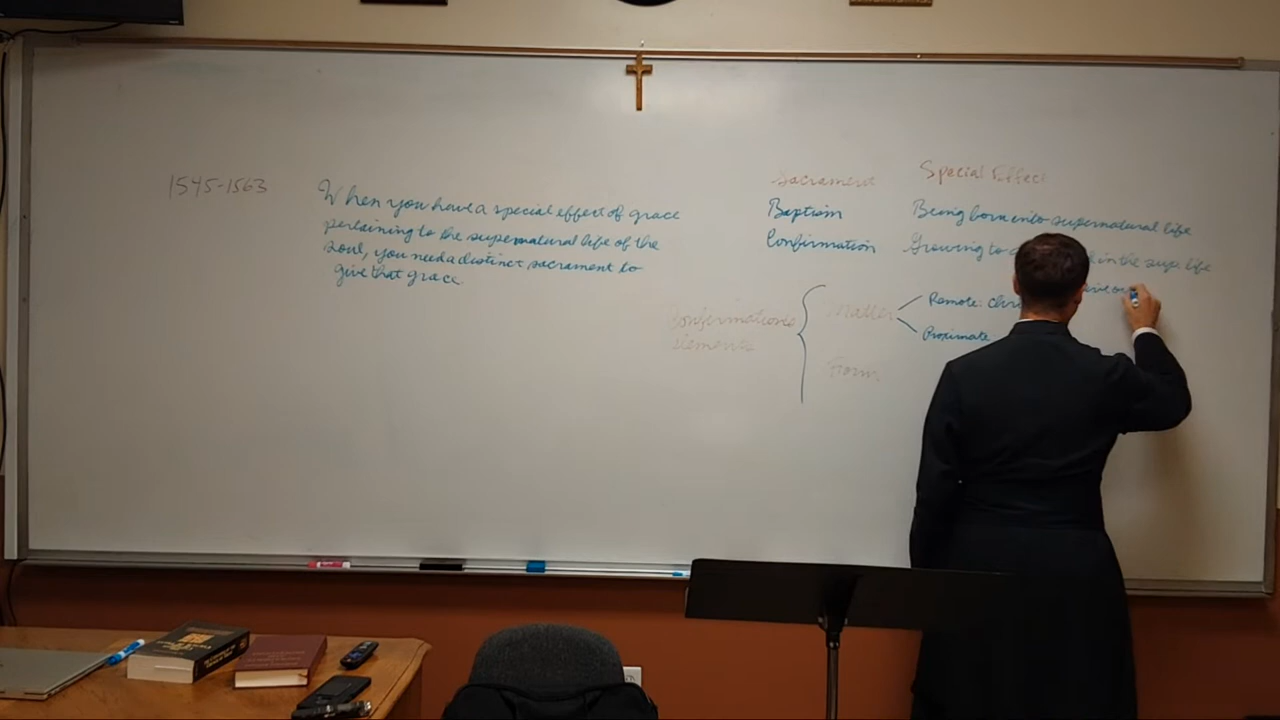 1545-1563
When you have a special effect of grace
pertaining to the supernatural life of the
soul, you need a distinct sacrament to
give that grace.
Sacrament Special Effect
Baptism Being born into supernatural life
Confirmation Growing to in the sup. life
Confirmation's
elements
Matter
Remote:
Proximate
Form